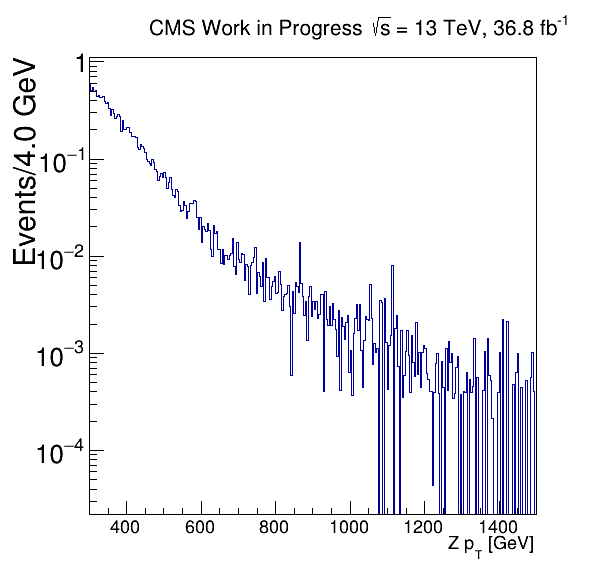 CMS Work in Progress √s = 13 TeV, 36.8 fb⁻¹
Events/4.0 GeV
1
10⁻¹
10⁻²
10⁻³
10⁻⁴
400 600 800 1000 1200 1400
Z p_T [GeV]